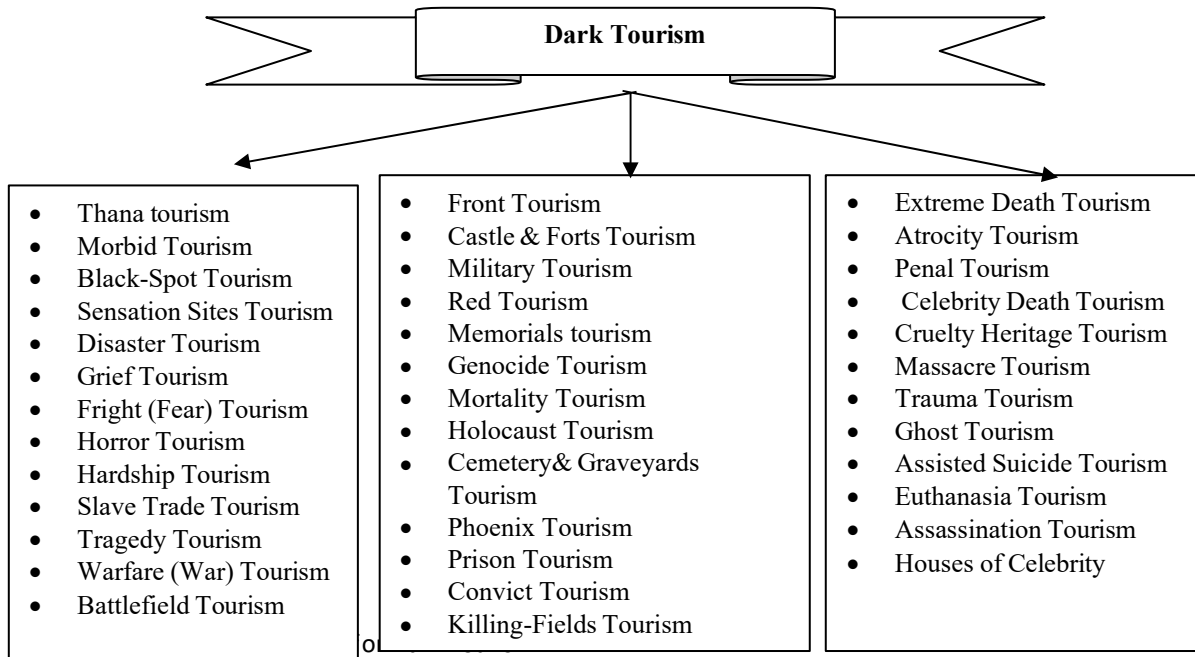 Dark Tourism
• Thana tourism
• Morbid Tourism
• Black-Spot Tourism
• Sensation Sites Tourism
• Disaster Tourism
• Grief Tourism
• Fright (Fear) Tourism
• Horror Tourism
• Hardship Tourism
• Slave Trade Tourism
• Tragedy Tourism
• Warfare (War) Tourism
• Battlefield Tourism
• Front Tourism
• Castle & Forts Tourism
• Military Tourism
• Red Tourism
• Memorials tourism
• Genocide Tourism
• Mortality Tourism
• Holocaust Tourism
• Cemetery& Graveyards
Tourism
• Phoenix Tourism
• Prison Tourism
• Convict Tourism
• Killing-Fields Tourism
• Extreme Death Tourism
• Atrocity Tourism
• Penal Tourism
• Celebrity Death Tourism
• Cruelty Heritage Tourism
• Massacre Tourism
• Trauma Tourism
• Ghost Tourism
• Assisted Suicide Tourism
• Euthanasia Tourism
• Assassination Tourism
• Houses of Celebrity